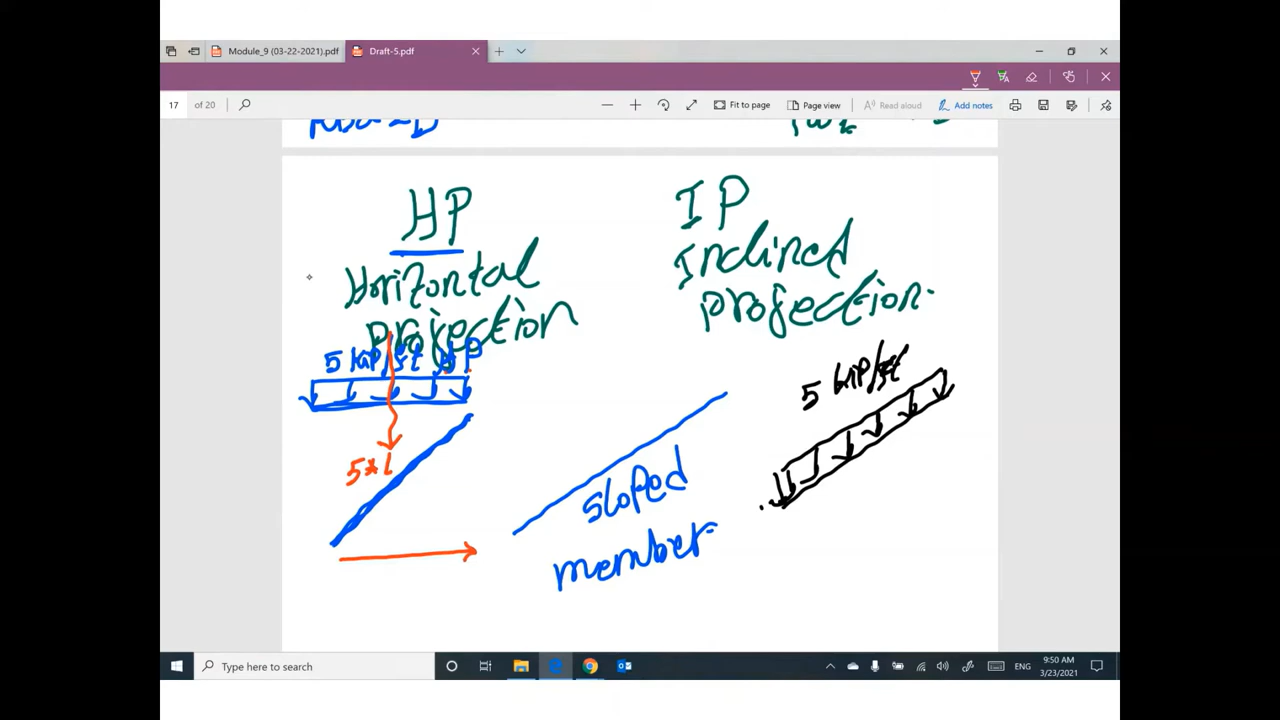 Module_9 (03-22-2021).pdf
Draft-5.pdf
17 of 20
Fit to page
Page view
Read aloud
Add notes
HP
Horizontal
projection
5 kip/ft HP
5*l
IP
Inclined
projection.
5 kip/ft
sloped
member
Type here to search
ENG
9:50 AM
3/23/2021